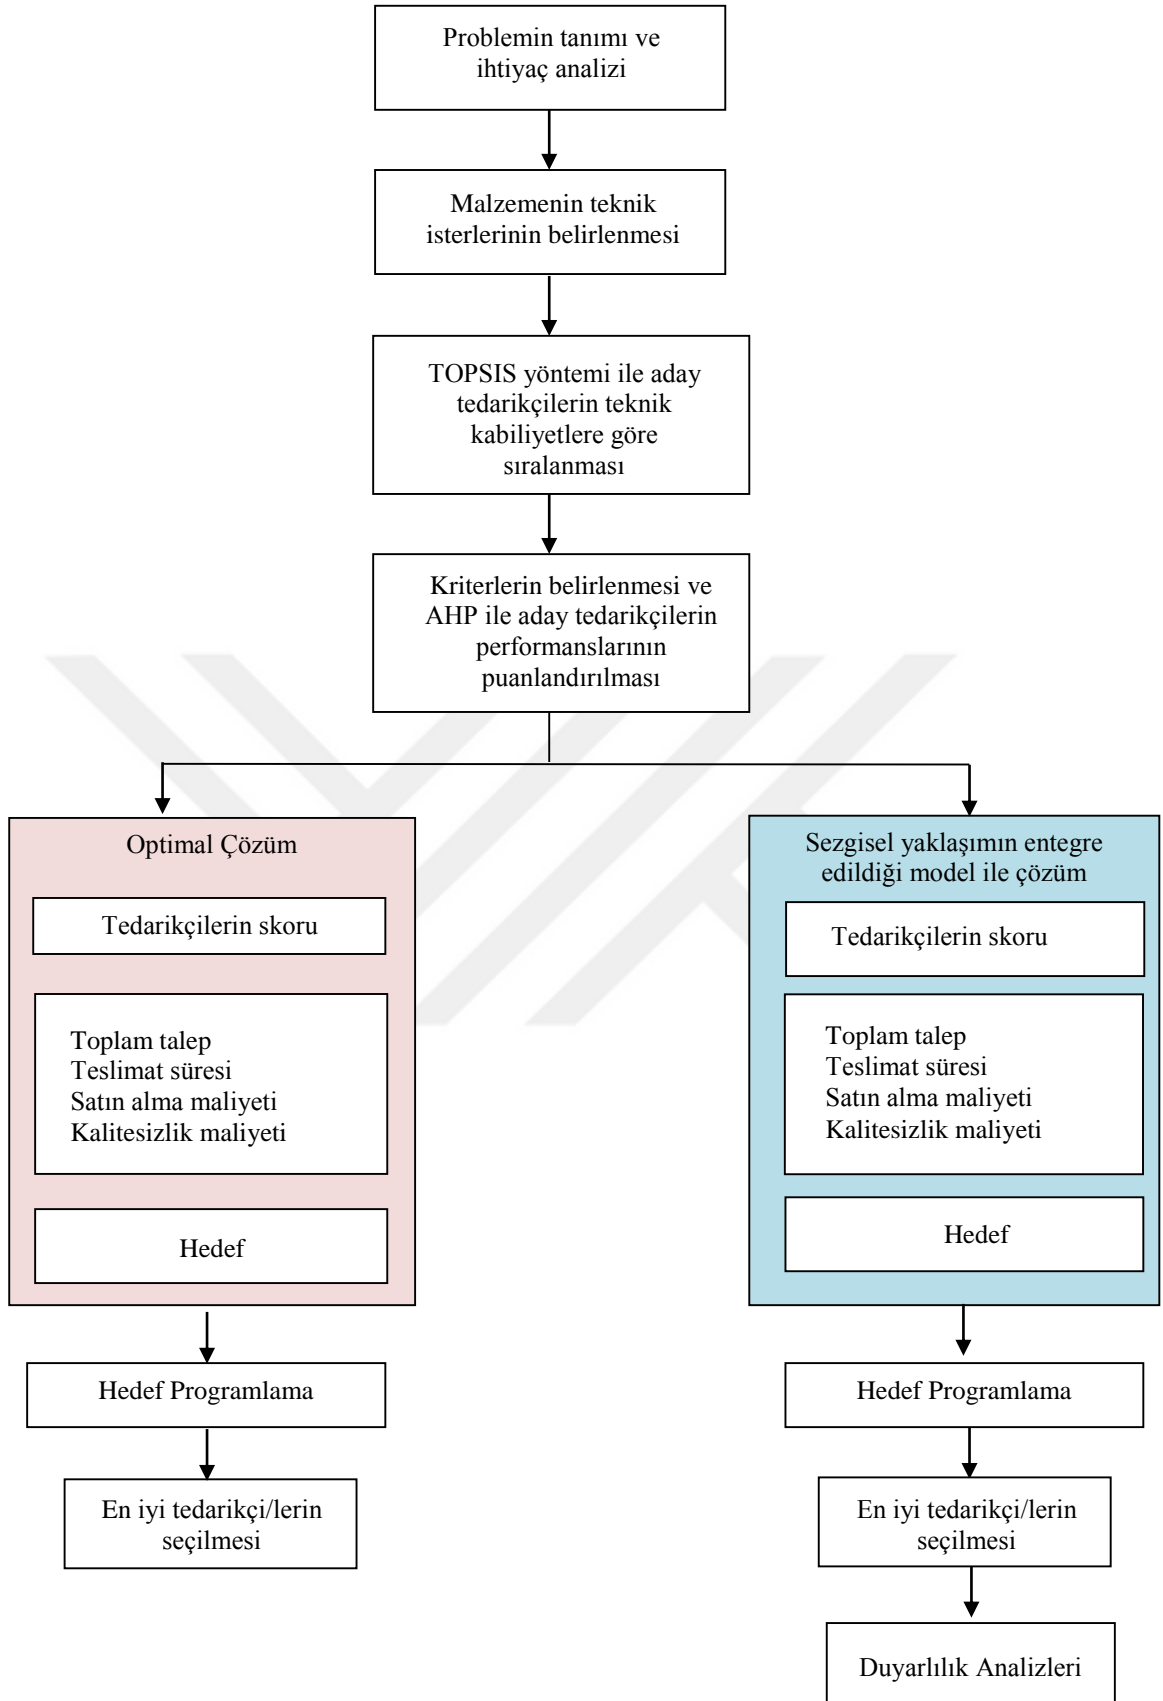 Problemin tanımı ve
ihtiyaç analizi
Malzemenin teknik
isterlerinin belirlenmesi
TOPSIS yöntemi ile aday
tedarikçilerin teknik
kabiliyetlere göre
sıralanması
Kriterlerin belirlenmesi ve
AHP ile aday tedarikçilerin
performanslarının
puanlandırılması
Optimal Çözüm
Tedarikçilerin skoru
Toplam talep
Teslimat süresi
Satın alma maliyeti
Kalitesizlik maliyeti
Hedef
Hedef Programlama
En iyi tedarikçi/lerin
seçilmesi
Sezgisel yaklaşımın entegre
edildiği model ile çözüm
Tedarikçilerin skoru
Toplam talep
Teslimat süresi
Satın alma maliyeti
Kalitesizlik maliyeti
Hedef
Hedef Programlama
En iyi tedarikçi/lerin
seçilmesi
Duyarlılık Analizleri